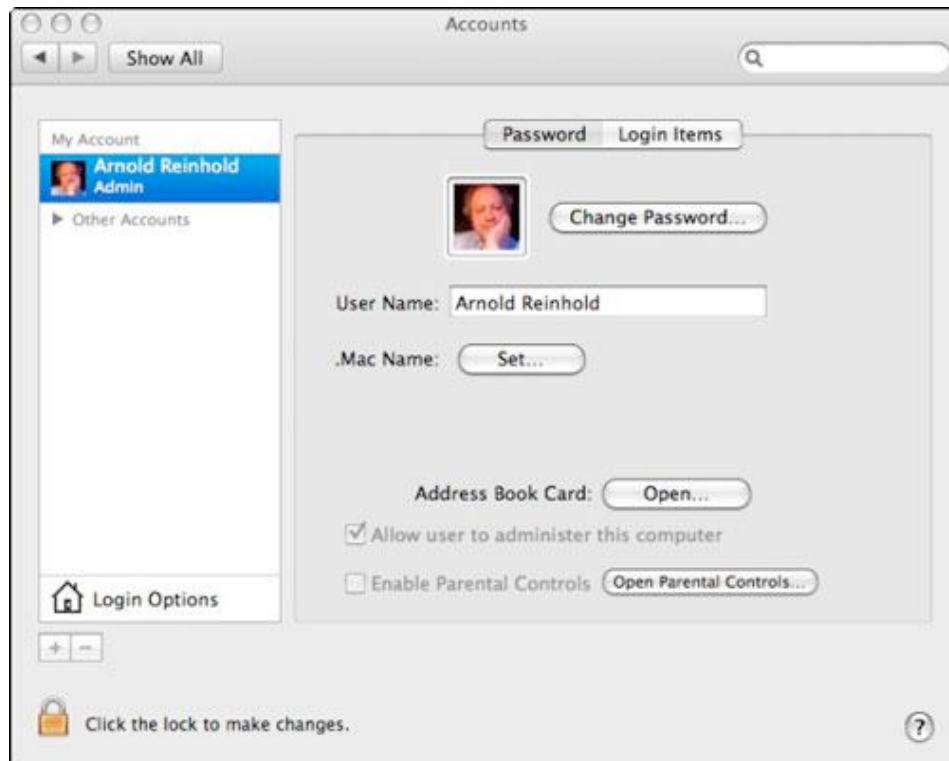 Accounts
Show All
My Account
Arnold Reinhold
Admin
Other Accounts
Login Options
+ −
Password Login Items
Change Password...
User Name: Arnold Reinhold
.Mac Name: Set...
Address Book Card: Open...
Allow user to administer this computer
Enable Parental Controls Open Parental Controls...
Click the lock to make changes.
?